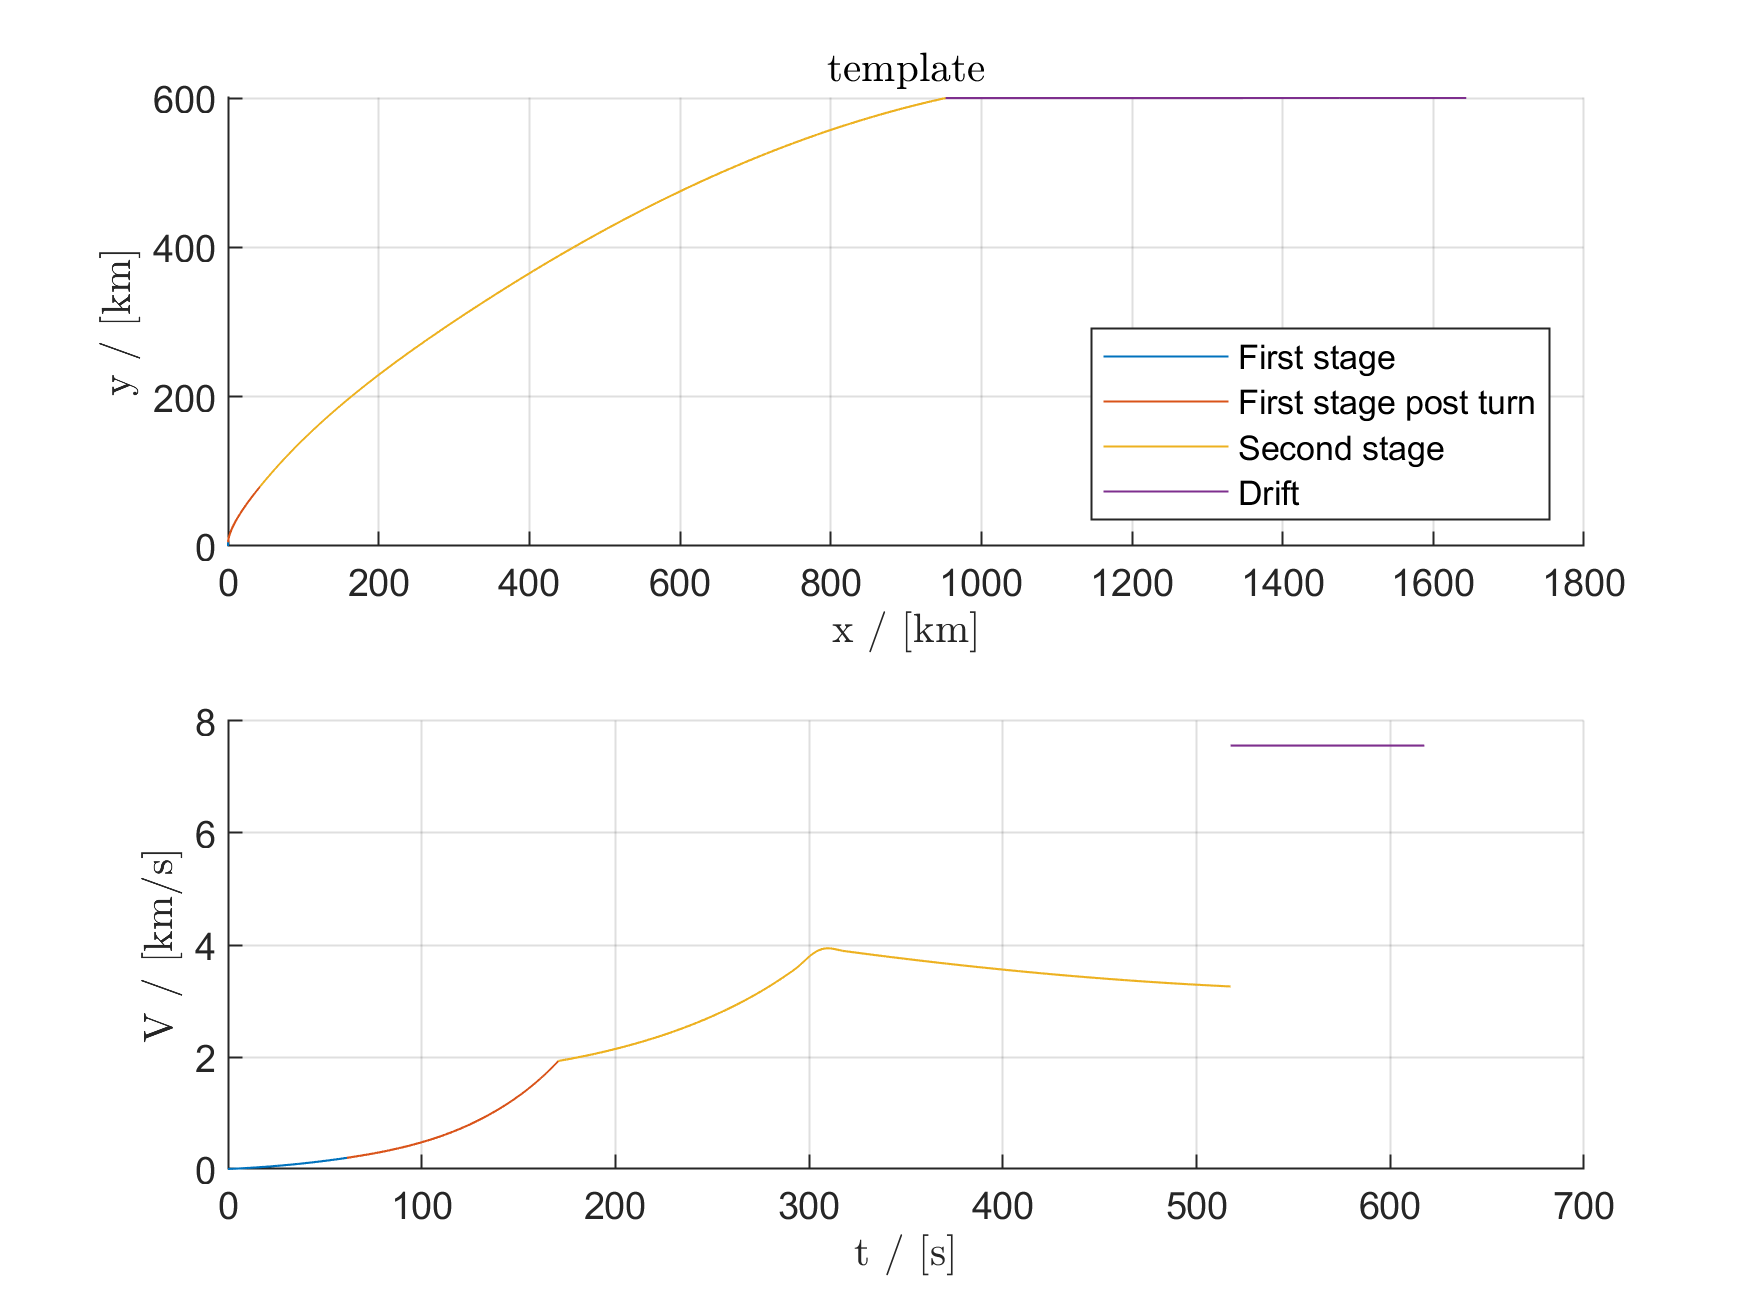 template
600
400
200
0
y / [km]
0 200 400 600 800 1000 1200 1400 1600 1800
x / [km]
First stage
First stage post turn
Second stage
Drift
8
6
4
2
0
V / [km/s]
0 100 200 300 400 500 600 700
t / [s]